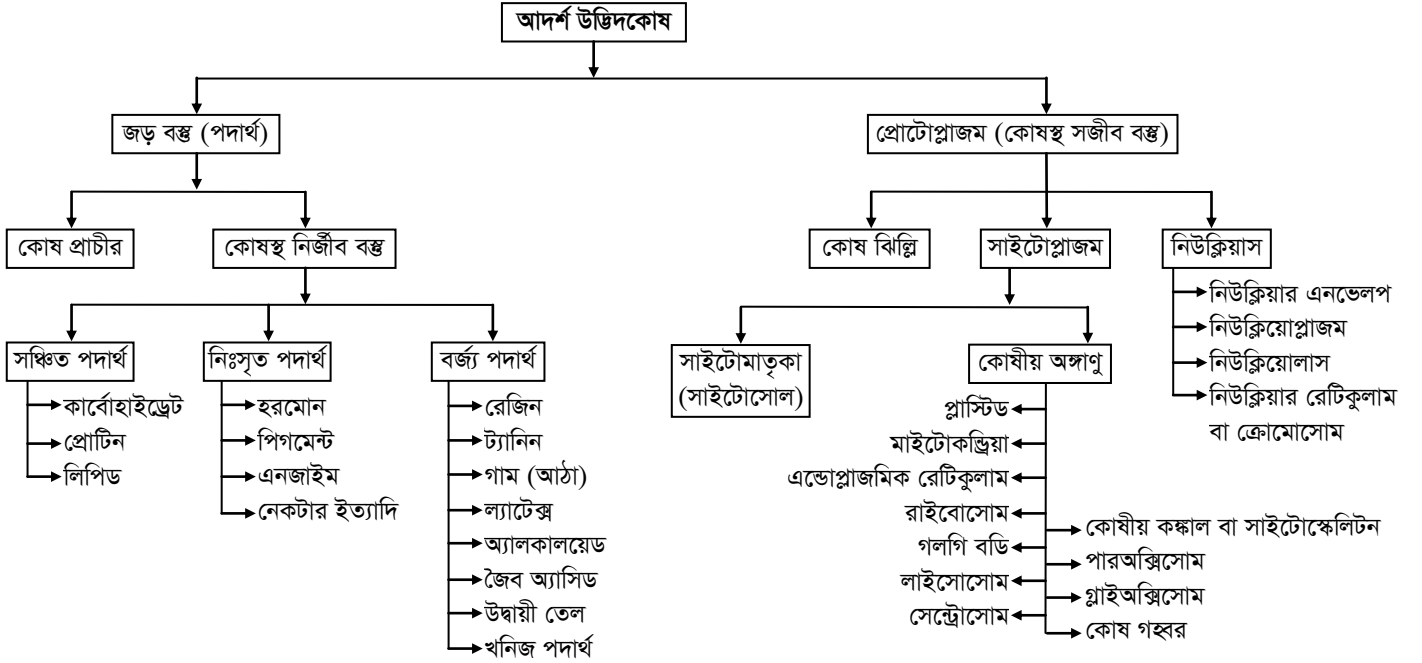 আদর্শ উদ্ভিদকোষ
জড় বস্তু (পদার্থ)
প্রোটোপ্লাজম (কোষস্থ সজীব বস্তু)
কোষ প্রাচীর
কোষস্থ নির্জীব বস্তু
কোষ ঝিল্লি
সাইটোপ্লাজম
নিউক্লিয়াস
নিউক্লিয়ার এনভেলপ
নিউক্লিয়োপ্লাজম
নিউক্লিয়োলাস
নিউক্লিয়ার রেটিকুলাম
বা ক্রোমোসোম
সঞ্চিত পদার্থ
কার্বোহাইড্রেট
প্রোটিন
লিপিড
নিঃসৃত পদার্থ
হরমোন
পিগমেন্ট
এনজাইম
নেকটার ইত্যাদি
বর্জ্য পদার্থ
রেজিন
ট্যানিন
গাম (আঠা)
ল্যাটেক্স
অ্যালকালয়েড
জৈব অ্যাসিড
উদ্বায়ী তেল
খনিজ পদার্থ
সাইটোমাতৃকা
(সাইটোসোল)
কোষীয় অঙ্গাণু
প্লাস্টিড
মাইটোকন্ড্রিয়া
এন্ডোপ্লাজমিক রেটিকুলাম
রাইবোসোম
গলগি বডি
লাইসোসোম
সেন্ট্রোসোম
কোষীয় কঙ্কাল বা সাইটোস্কেলিটন
পারঅক্সিসোম
গ্লাইঅক্সিসোম
কোষ গহ্বর